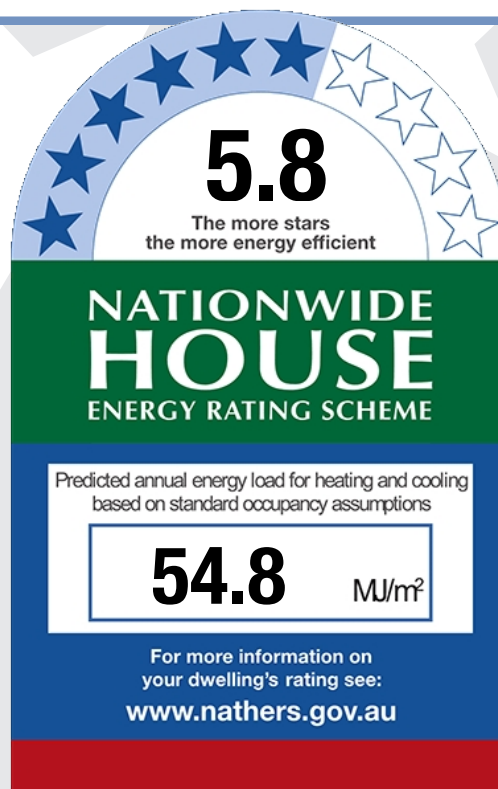 5.8
The more stars
the more energy efficient
NATIONWIDE
HOUSE
ENERGY RATING SCHEME
Predicted annual energy load for heating and cooling
based on standard occupancy assumptions
54.8 MJ/m²
For more information on
your dwelling's rating see:
www.nathers.gov.au